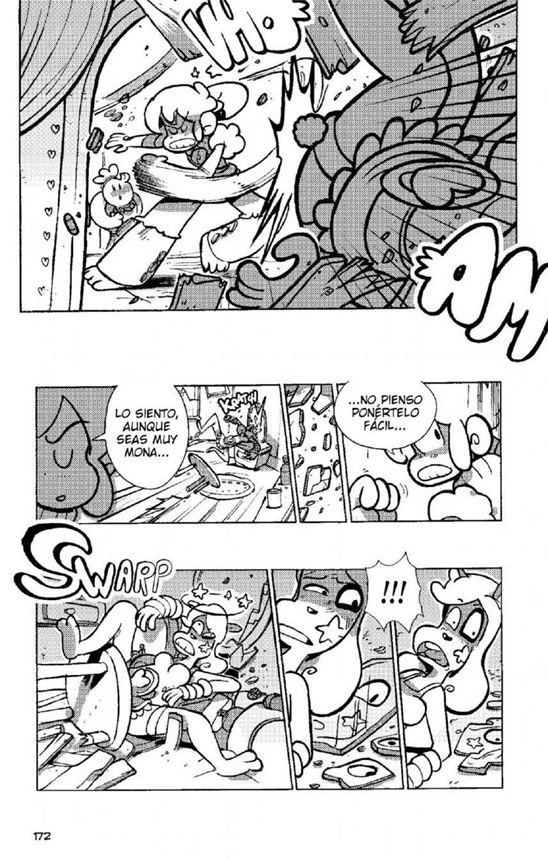 WHO
AM
LO SIENTO,
AUNQUE
SEAS MUY
MONA...
KRATCH!
...NO PIENSO
PONÉRTELO
FÁCIL...
SWARP
!!!
172